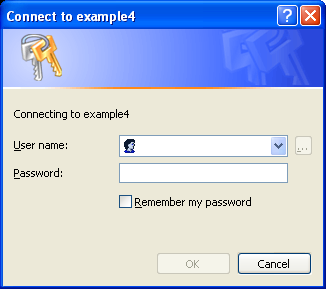 Connect to example4
Connecting to example4
User name:
...
Password:
Remember my password
OK
Cancel